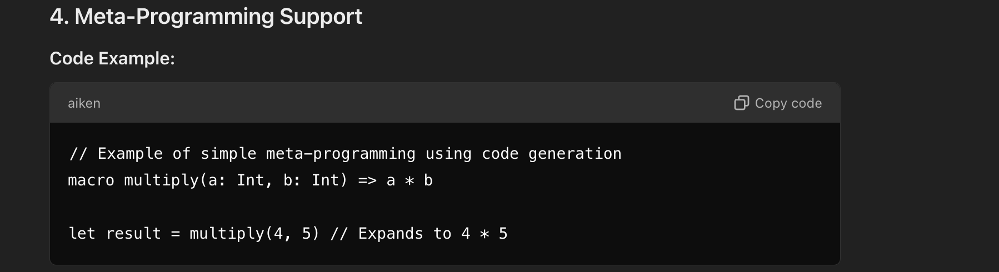 4. Meta-Programming Support
Code Example:
aiken
Copy code
// Example of simple meta-programming using code generation
macro multiply(a: Int, b: Int) => a * b
let result = multiply(4, 5) // Expands to 4 * 5